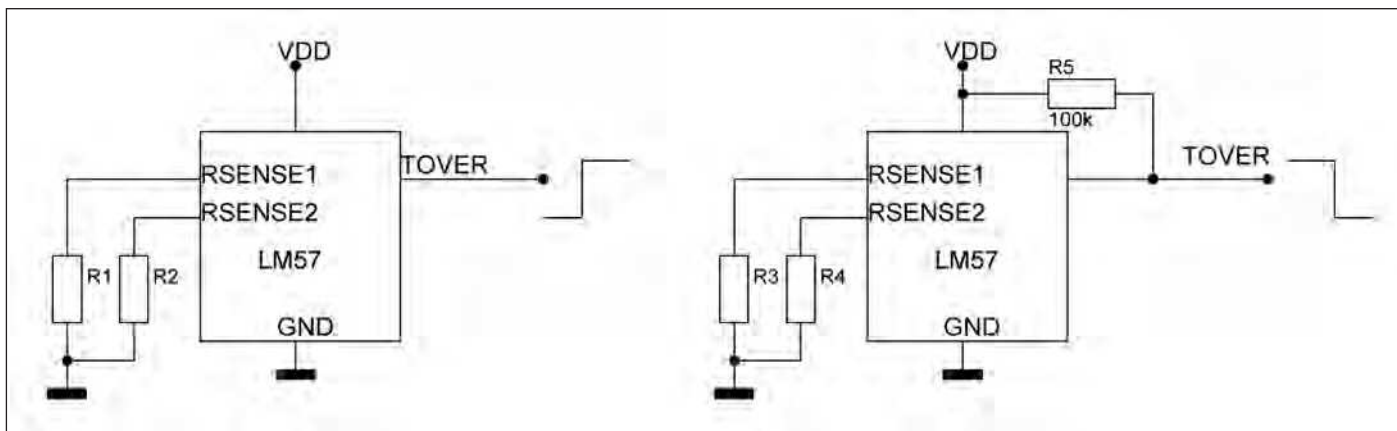 VDD
TOVER
RSENSE1
RSENSE2
R1
R2
LM57
GND
VDD
R5
100k
TOVER
RSENSE1
RSENSE2
R3
R4
LM57
GND